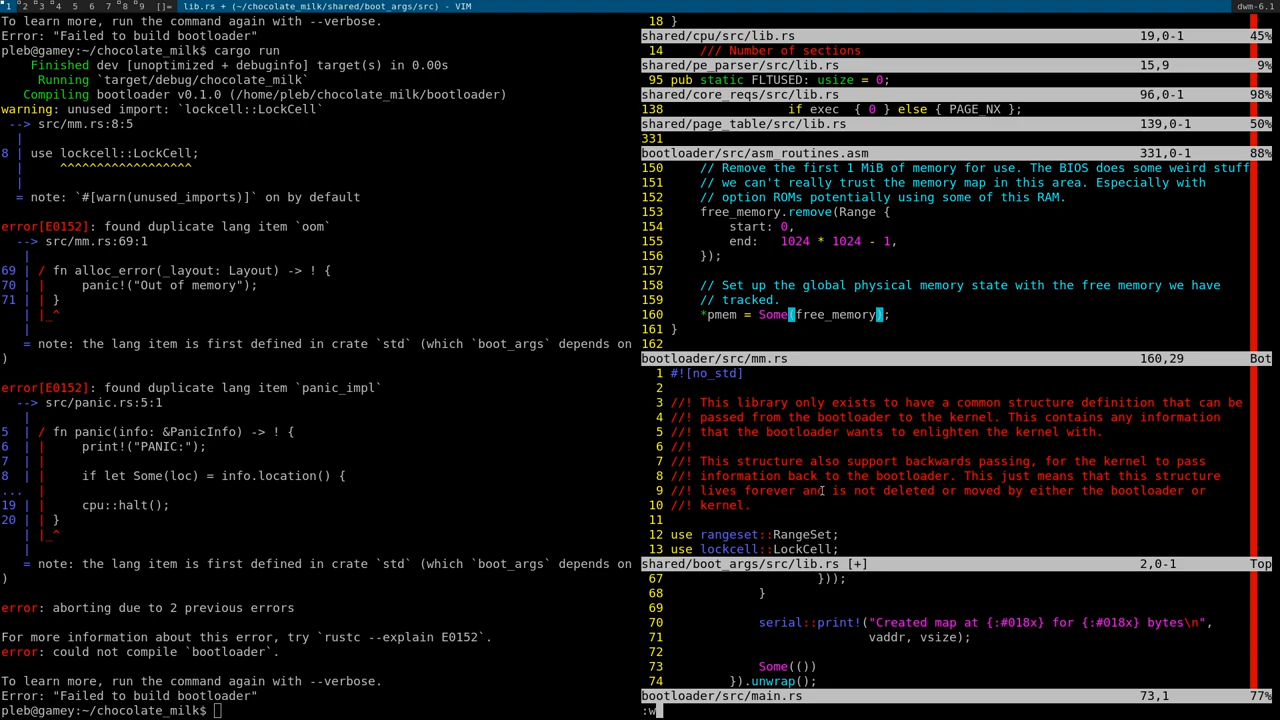 1 2 3 4 5 6 7 8 9 []= lib.rs + (~/chocolate_milk/shared/boot_args/src) - VIM dwm-6.1
To learn more, run the command again with --verbose.
Error: "Failed to build bootloader"
pleb@gamey:~/chocolate_milk$ cargo run
    Finished dev [unoptimized + debuginfo] target(s) in 0.00s
     Running `target/debug/chocolate_milk`
   Compiling bootloader v0.1.0 (/home/pleb/chocolate_milk/bootloader)
warning: unused import: `lockcell::LockCell`
 --> src/mm.rs:8:5
  |
8 | use lockcell::LockCell;
  |     ^^^^^^^^^^^^^^^^^^
  |
  = note: `#[warn(unused_imports)]` on by default
error[E0152]: found duplicate lang item `oom`
  --> src/mm.rs:69:1
   |
69 | / fn alloc_error(_layout: Layout) -> ! {
70 | |     panic!("Out of memory");
71 | | }
   | |_^
   |
   = note: the lang item is first defined in crate `std` (which `boot_args` depends on
)
error[E0152]: found duplicate lang item `panic_impl`
  --> src/panic.rs:5:1
   |
5  | / fn panic(info: &PanicInfo) -> ! {
6  | |     print!("PANIC:");
7  | |
8  | |     if let Some(loc) = info.location() {
...  |
19 | |     cpu::halt();
20 | | }
   | |_^
   |
   = note: the lang item is first defined in crate `std` (which `boot_args` depends on
)
error: aborting due to 2 previous errors
For more information about this error, try `rustc --explain E0152`.
error: could not compile `bootloader`.
To learn more, run the command again with --verbose.
Error: "Failed to build bootloader"
pleb@gamey:~/chocolate_milk$
18 }
shared/cpu/src/lib.rs 19,0-1 45%
14     /// Number of sections
shared/pe_parser/src/lib.rs 15,9 9%
95 pub static FLTUSED: usize = 0;
shared/core_reqs/src/lib.rs 96,0-1 98%
138                 if exec  { 0 } else { PAGE_NX };
shared/page_table/src/lib.rs 139,0-1 50%
331
bootloader/src/asm_routines.asm 331,0-1 88%
150     // Remove the first 1 MiB of memory for use. The BIOS does some weird stuff
151     // we can't really trust the memory map in this area. Especially with
152     // option ROMs potentially using some of this RAM.
153     free_memory.remove(Range {
154         start: 0,
155         end:   1024 * 1024 - 1,
156     });
157
158     // Set up the global physical memory state with the free memory we have
159     // tracked.
160     *pmem = Some(free_memory);
161 }
162
bootloader/src/mm.rs 160,29 Bot
1 #![no_std]
2
3 //! This library only exists to have a common structure definition that can be
4 //! passed from the bootloader to the kernel. This contains any information
5 //! that the bootloader wants to enlighten the kernel with.
6 //!
7 //! This structure also support backwards passing, for the kernel to pass
8 //! information back to the bootloader. This just means that this structure
9 //! lives forever and is not deleted or moved by either the bootloader or
10 //! kernel.
11
12 use rangeset::RangeSet;
13 use lockcell::LockCell;
shared/boot_args/src/lib.rs [+] 2,0-1 Top
67                     }));
68             }
69
70             serial::print!("Created map at {:#018x} for {:#018x} bytes\n",
71                            vaddr, vsize);
72
73             Some(())
74         }).unwrap();
bootloader/src/main.rs 73,1 77%
:w